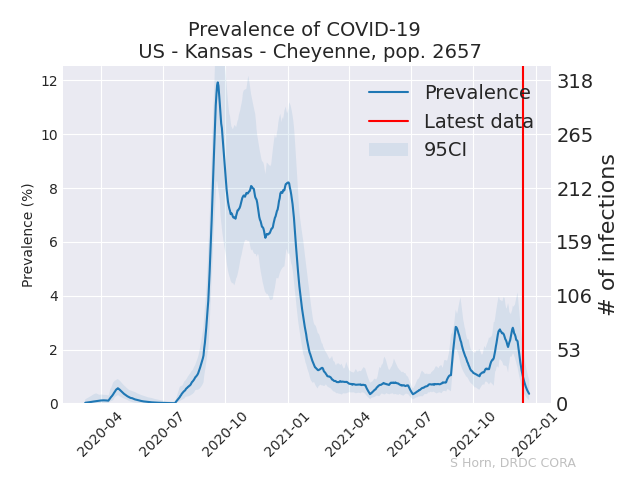 Prevalence of COVID-19
US - Kansas - Cheyenne, pop. 2657
Prevalence
Latest data
95CI
Prevalence (%)
12
10
8
6
4
2
0
318
265
212
159
106
53
0
# of infections
2020-04
2020-07
2020-10
2021-01
2021-04
2021-07
2021-10
2022-01
S Horn, DRDC CORA